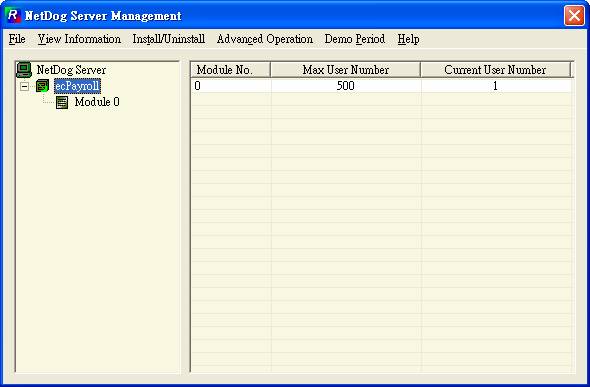 NetDog Server Management
File View Information Install/Uninstall Advanced Operation Demo Period Help
NetDog Server
ecPayroll
Module 0
Module No. Max User Number Current User Number
0 500 1